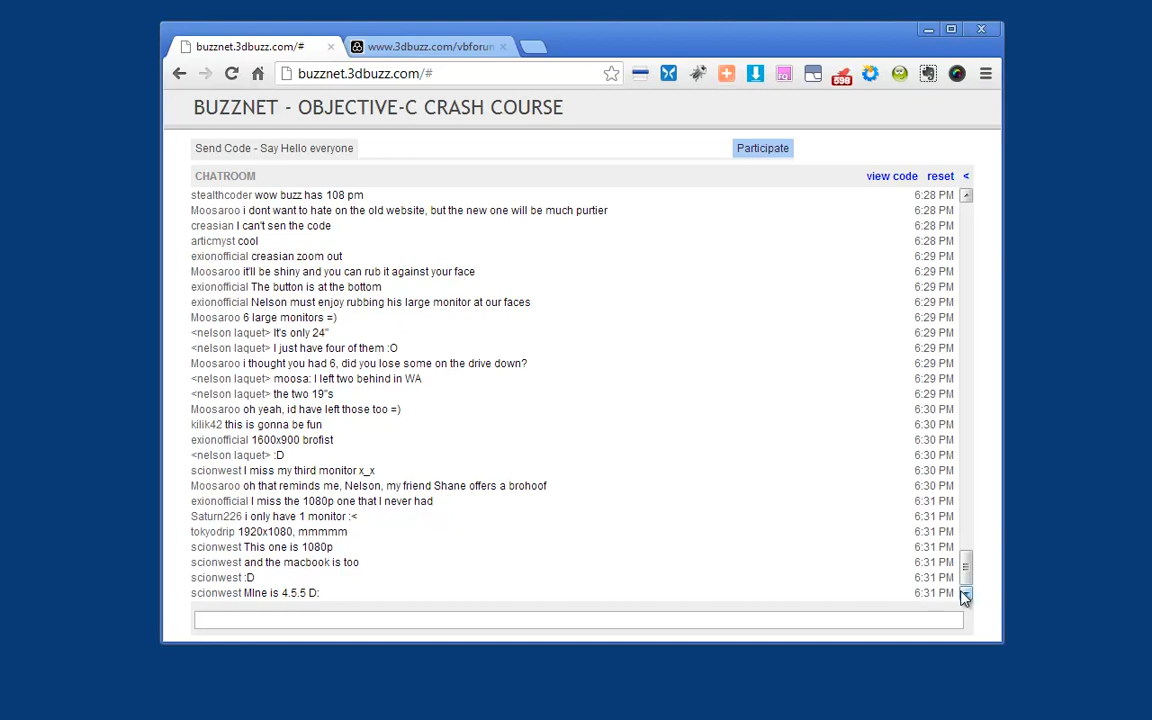 buzznet.3dbuzz.com/#
www.3dbuzz.com/vbforun
buzznet.3dbuzz.com/#
598
BUZZNET - OBJECTIVE-C CRASH COURSE
Send Code - Say Hello everyone
Participate
CHATROOM
view code reset <
stealthcoder wow buzz has 108 pm 6:28 PM
Moosaroo i dont want to hate on the old website, but the new one will be much purtier 6:28 PM
creasian I can't sen the code 6:28 PM
articmyst cool 6:28 PM
exionofficial creasian zoom out 6:29 PM
Moosaroo it'll be shiny and you can rub it against your face 6:29 PM
exionofficial The button is at the bottom 6:29 PM
exionofficial Nelson must enjoy rubbing his large monitor at our faces 6:29 PM
Moosaroo 6 large monitors =) 6:29 PM
<nelson laquet> It's only 24" 6:29 PM
<nelson laquet> I just have four of them :O 6:29 PM
Moosaroo i thought you had 6, did you lose some on the drive down? 6:29 PM
<nelson laquet> moosa: I left two behind in WA 6:29 PM
<nelson laquet> the two 19"s 6:29 PM
Moosaroo oh yeah, id have left those too =) 6:30 PM
kilik42 this is gonna be fun 6:30 PM
exionofficial 1600x900 brofist 6:30 PM
<nelson laquet> :D 6:30 PM
scionwest I miss my third monitor x_x 6:30 PM
Moosaroo oh that reminds me, Nelson, my friend Shane offers a brohoof 6:30 PM
exionofficial I miss the 1080p one that I never had 6:31 PM
Saturn226 i only have 1 monitor :< 6:31 PM
tokyodrip 1920x1080, mmmmm 6:31 PM
scionwest This one is 1080p 6:31 PM
scionwest and the macbook is too 6:31 PM
scionwest :D 6:31 PM
scionwest MIne is 4.5.5 D: 6:31 PM